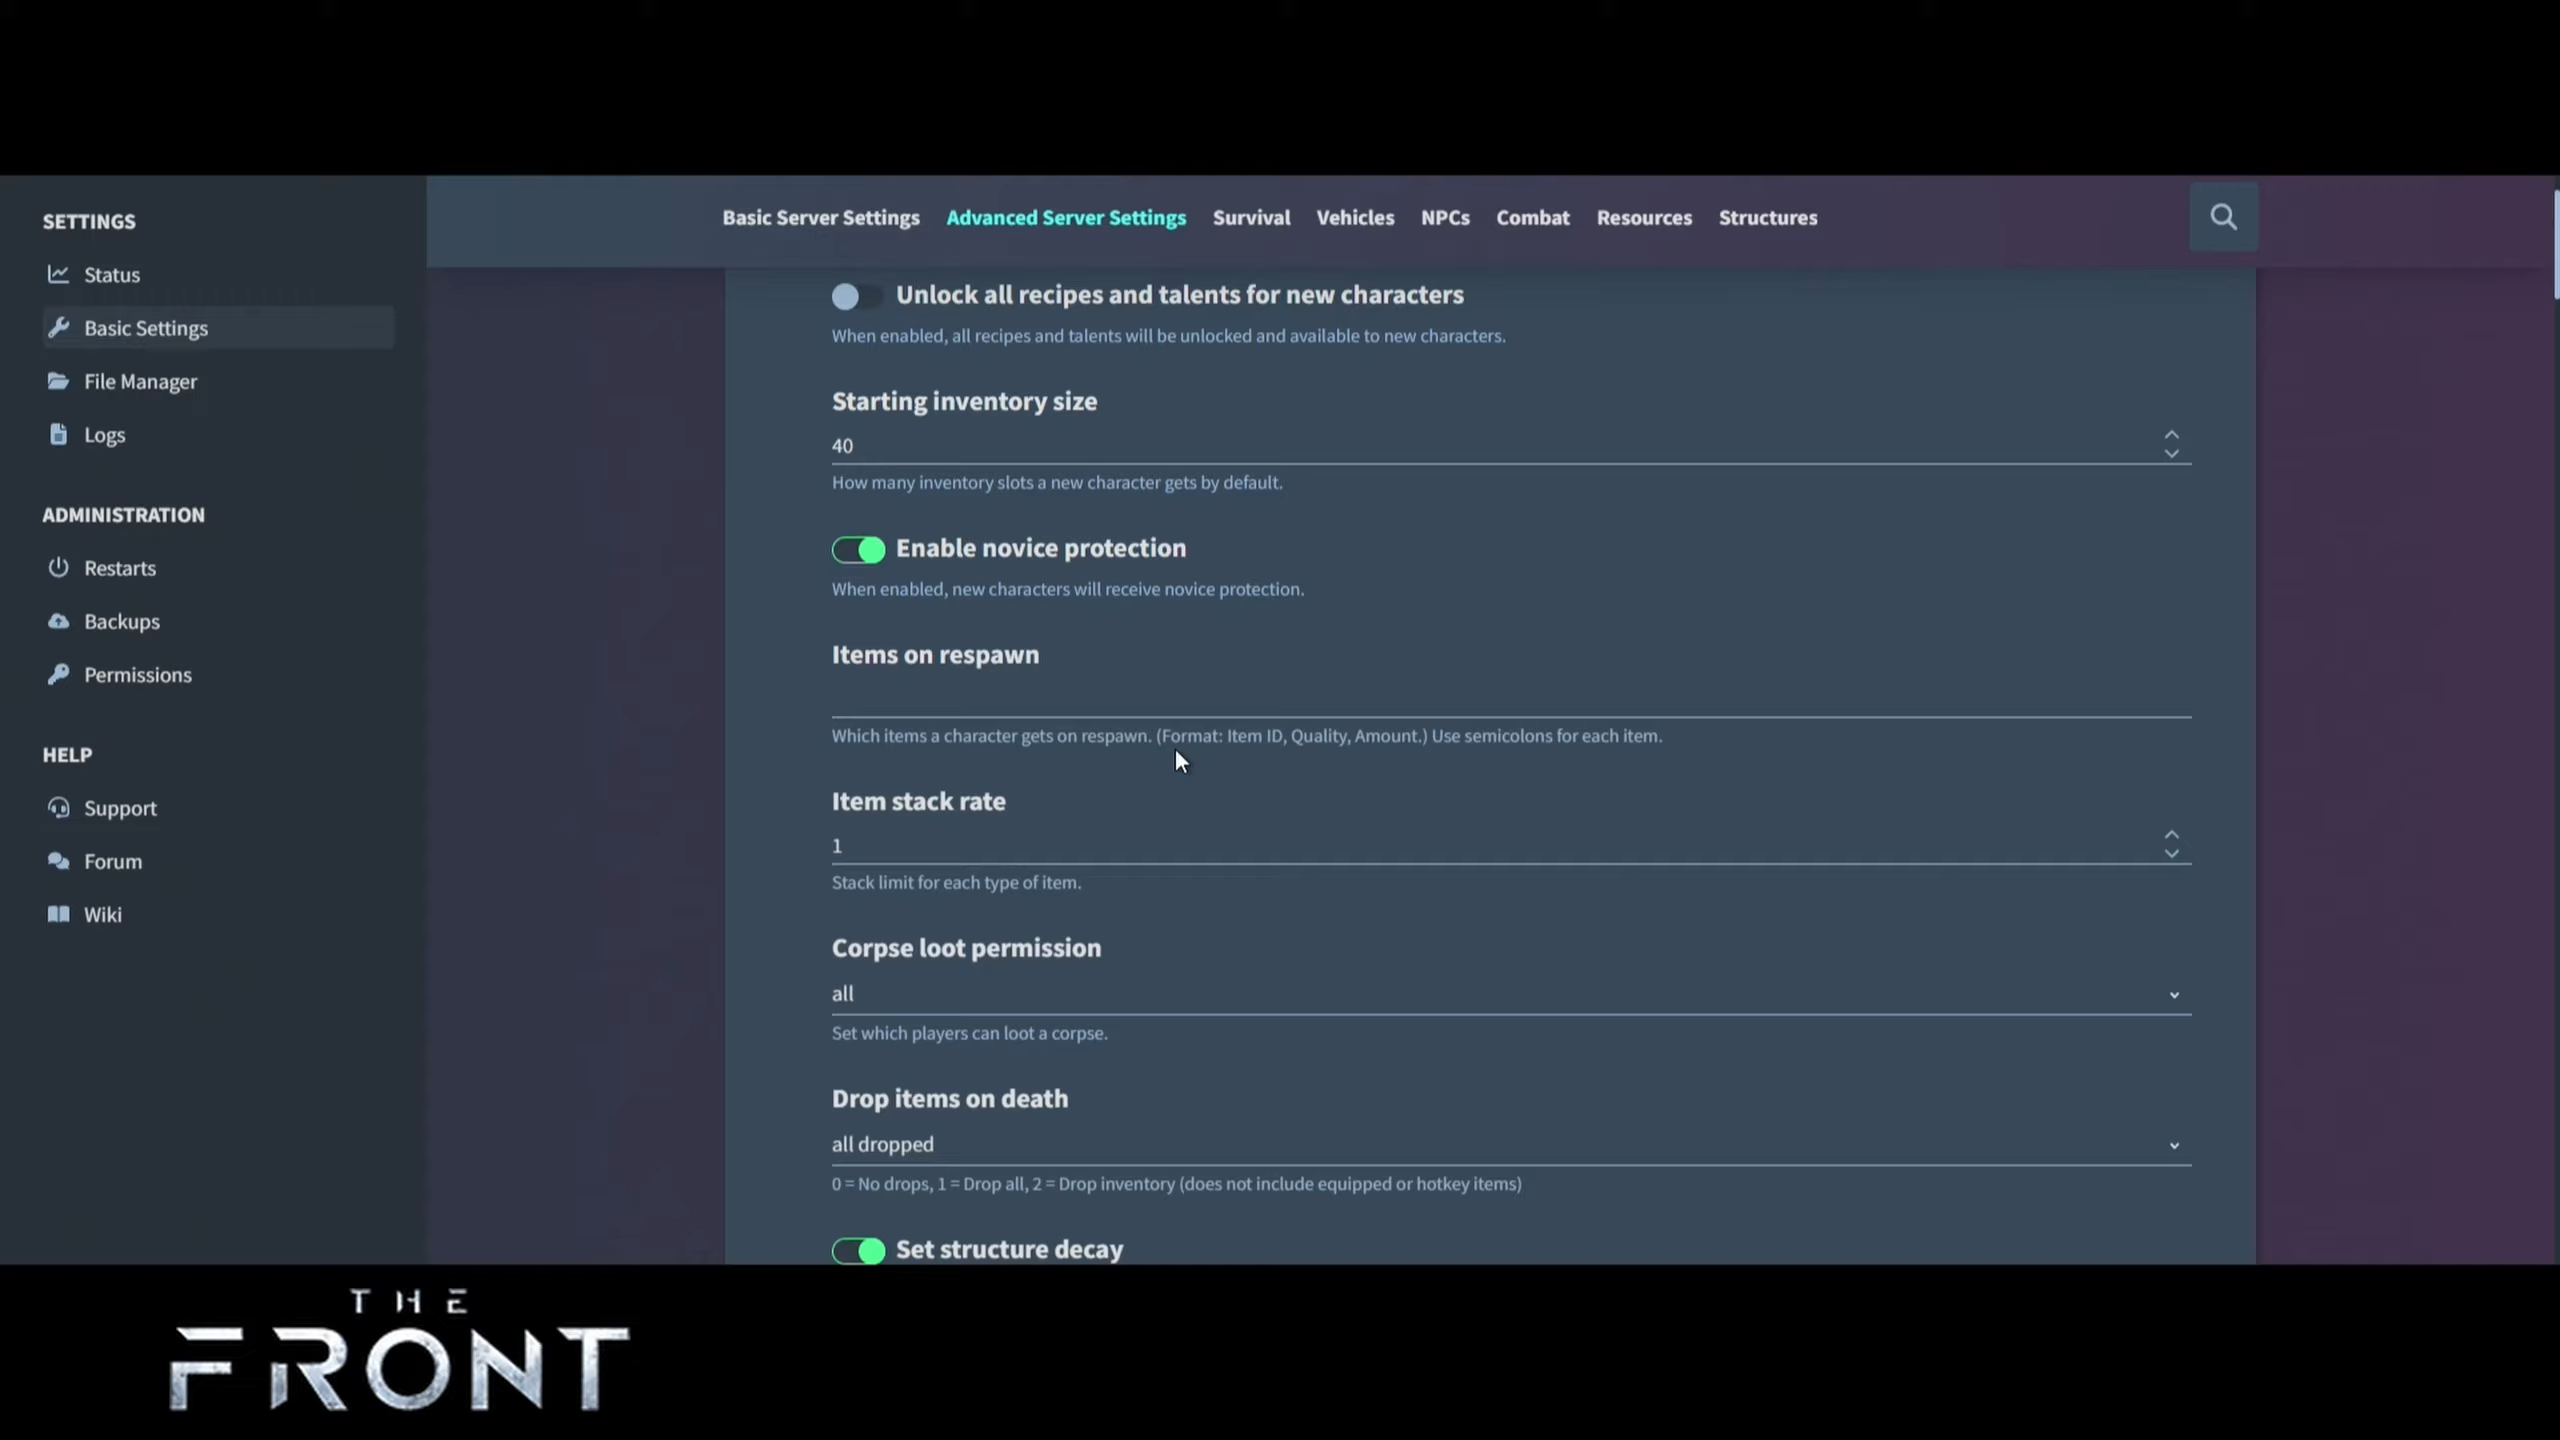 SETTINGS
Status
Basic Settings
File Manager
Logs
ADMINISTRATION
Restarts
Backups
Permissions
HELP
Support
Forum
Wiki
Basic Server Settings Advanced Server Settings Survival Vehicles NPCs Combat Resources Structures
Unlock all recipes and talents for new characters
When enabled, all recipes and talents will be unlocked and available to new characters.
Starting inventory size
40
How many inventory slots a new character gets by default.
Enable novice protection
When enabled, new characters will receive novice protection.
Items on respawn
Which items a character gets on respawn. (Format: Item ID, Quality, Amount.) Use semicolons for each item.
Item stack rate
1
Stack limit for each type of item.
Corpse loot permission
all
Set which players can loot a corpse.
Drop items on death
all dropped
0 = No drops, 1 = Drop all, 2 = Drop inventory (does not include equipped or hotkey items)
Set structure decay
THE
FRONT